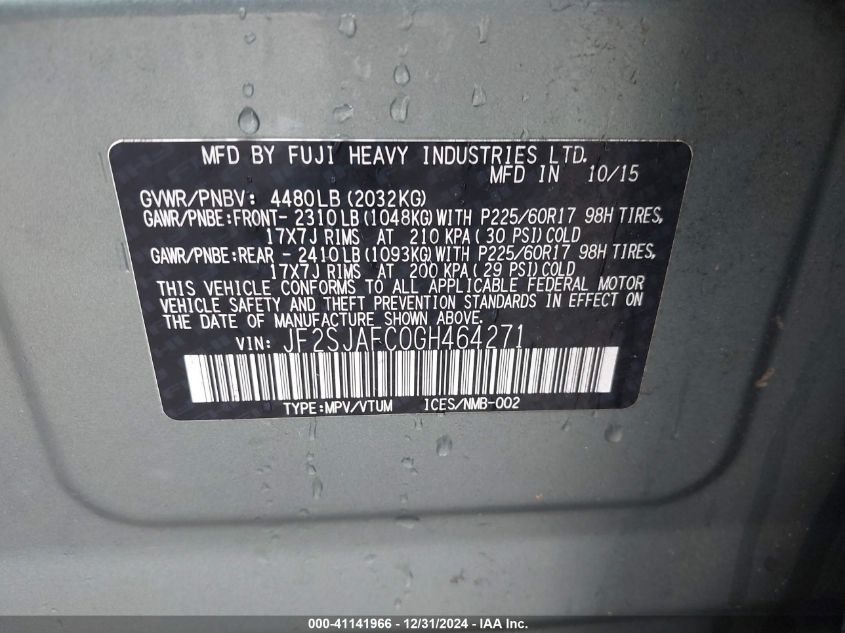 MFD BY FUJI HEAVY INDUSTRIES LTD.
MFD IN 10/15
GVWR/PNBV: 4480LB (2032KG)
GAWR/PNBE:FRONT- 2310LB (1048KG) WITH P225/60R17 98H TIRES,
17X7J RIMS AT 210 KPA( 30 PSI) COLD
GAWR/PNBE:REAR - 2410LB (1093KG) WITH P225/60R17 98H TIRES,
17X7J RIMS AT 200 KPA( 29 PSI) COLD
THIS VEHICLE CONFORMS TO ALL APPLICABLE FEDERAL MOTOR
VEHICLE SAFETY AND THEFT PREVENTION STANDARDS IN EFFECT ON
THE DATE OF MANUFACTURE SHOWN ABOVE.
VIN: JF2SJAFC0GH464271
TYPE:MPV/VTUM ICES/NMB-002
000-41141966 - 12/31/2024 - IAA Inc.